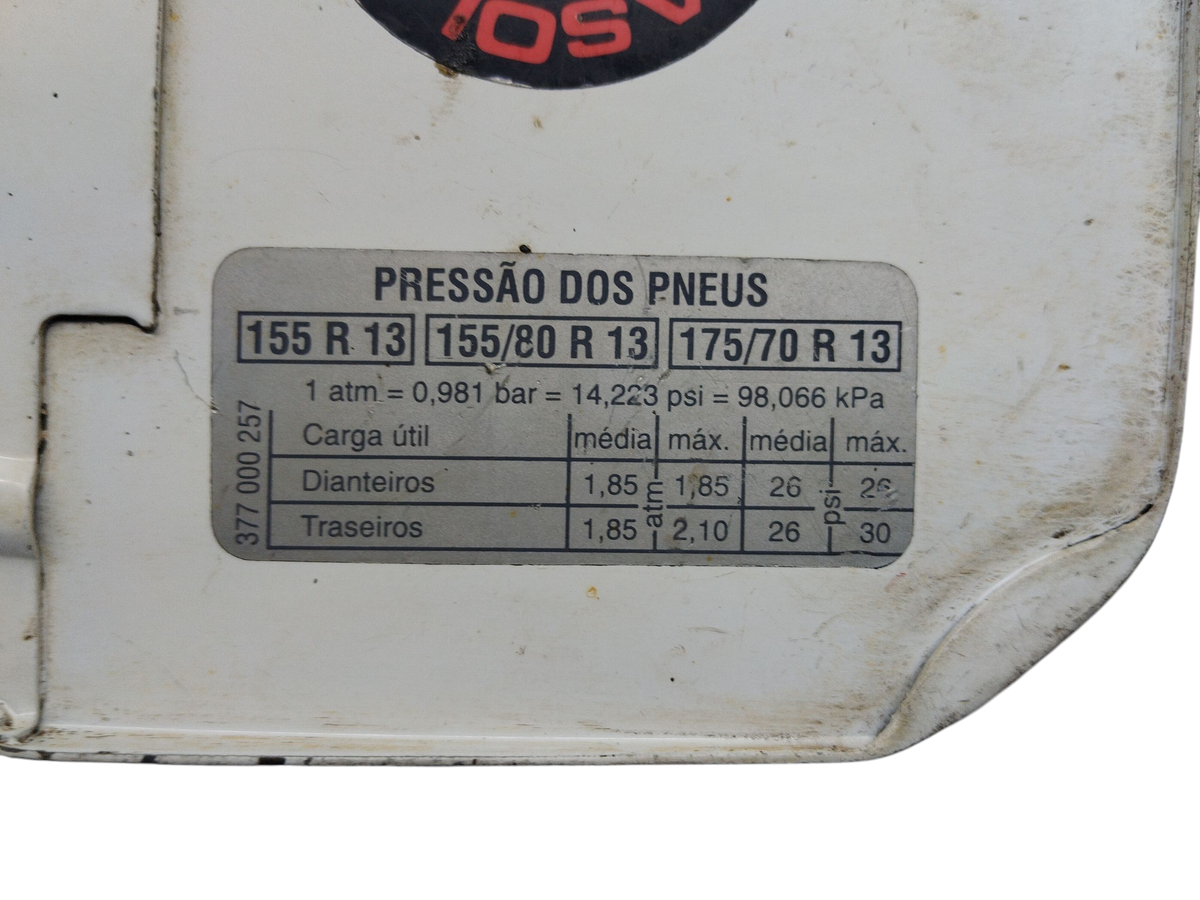 PRESSÃO DOS PNEUS
155 R 13 155/80 R 13 175/70 R 13
1 atm = 0,981 bar = 14,223 psi = 98,066 kPa
377 000 257
Carga útil média máx. média máx.
Dianteiros 1,85 atm 1,85 26 psi 26
Traseiros 1,85 2,10 26 30